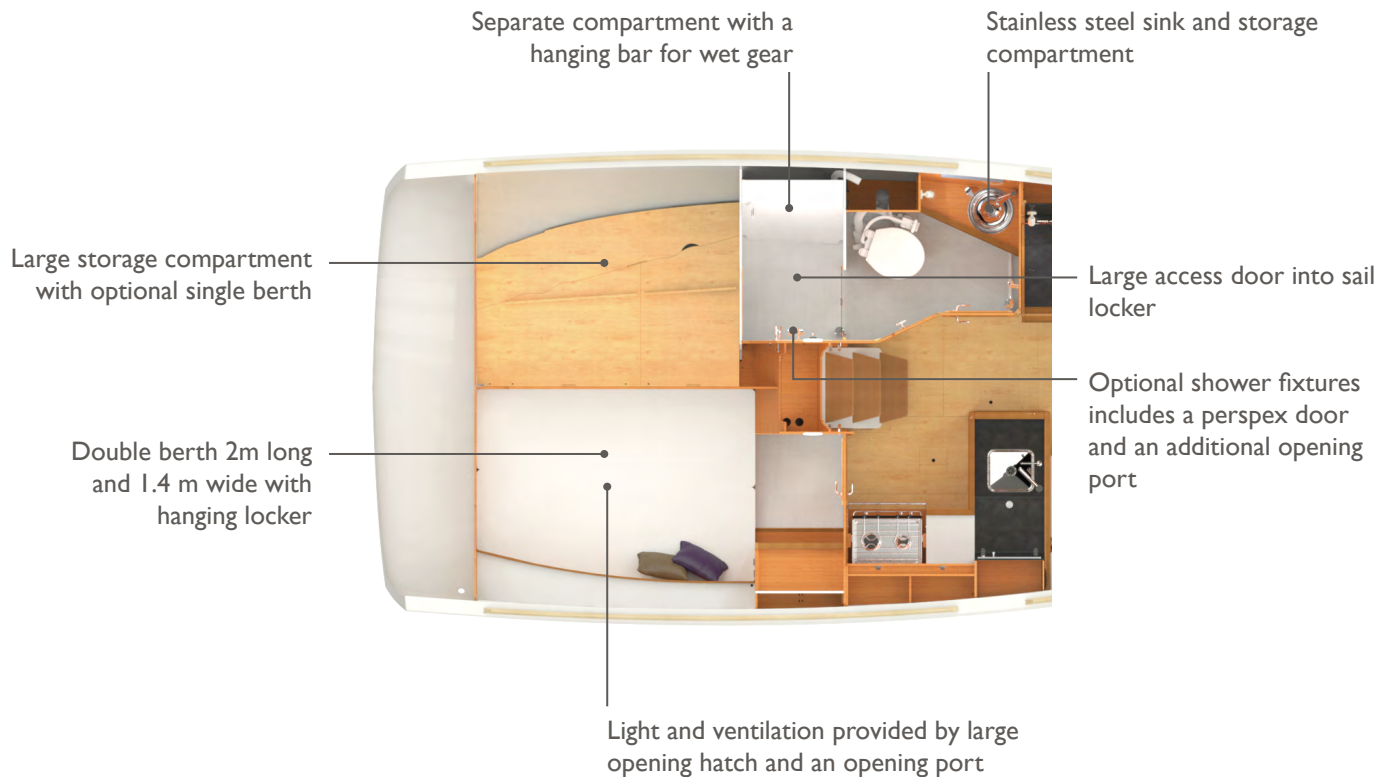 Separate compartment with a
hanging bar for wet gear
Stainless steel sink and storage
compartment
Large storage compartment
with optional single berth
Large access door into sail
locker
Optional shower fixtures
includes a perspex door
and an additional opening
port
Double berth 2m long
and 1.4 m wide with
hanging locker
Light and ventilation provided by large
opening hatch and an opening port